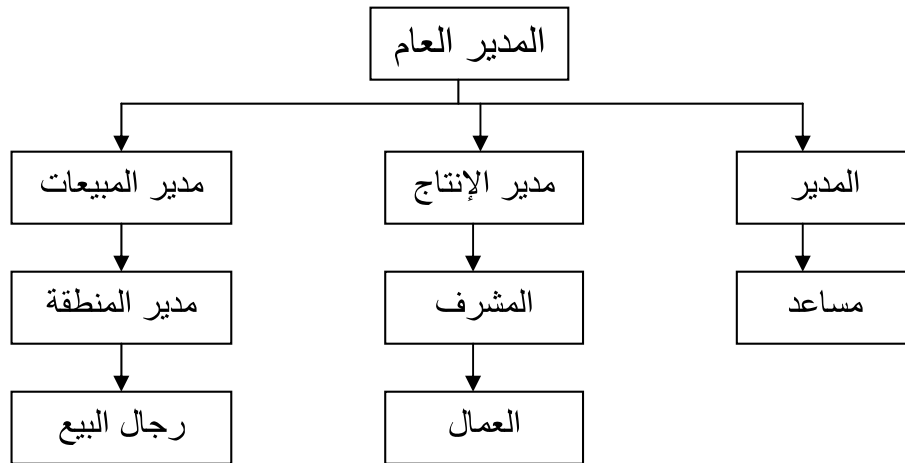 المدير العام
المدير
مدير الإنتاج
مدير المبيعات
مساعد
المشرف
مدير المنطقة
العمال
رجال البيع